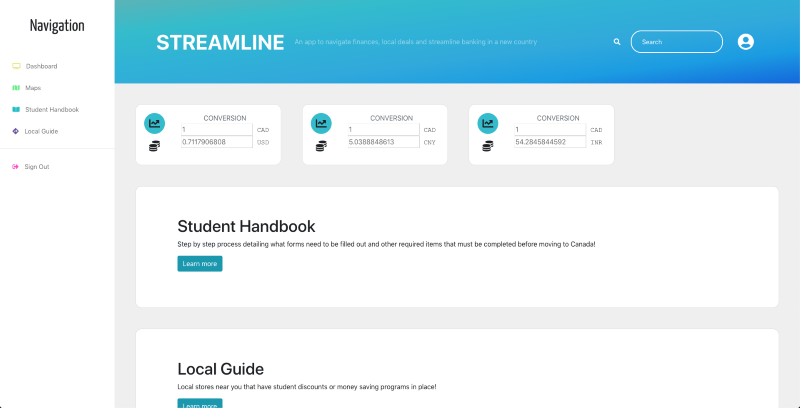 Navigation
Dashboard
Maps
Student Handbook
Local Guide
Sign Out
STREAMLINE
An app to navigate finances, local deals and streamline banking in a new country
Search
CONVERSION
1 CAD
0.7117906808 USD
CONVERSION
1 CAD
5.0388848613 CNY
CONVERSION
1 CAD
54.2845844592 INR
Student Handbook
Step by step process detailing what forms need to be filled out and other required items that must be completed before moving to Canada!
Learn more
Local Guide
Local stores near you that have student discounts or money saving programs in place!
Learn more